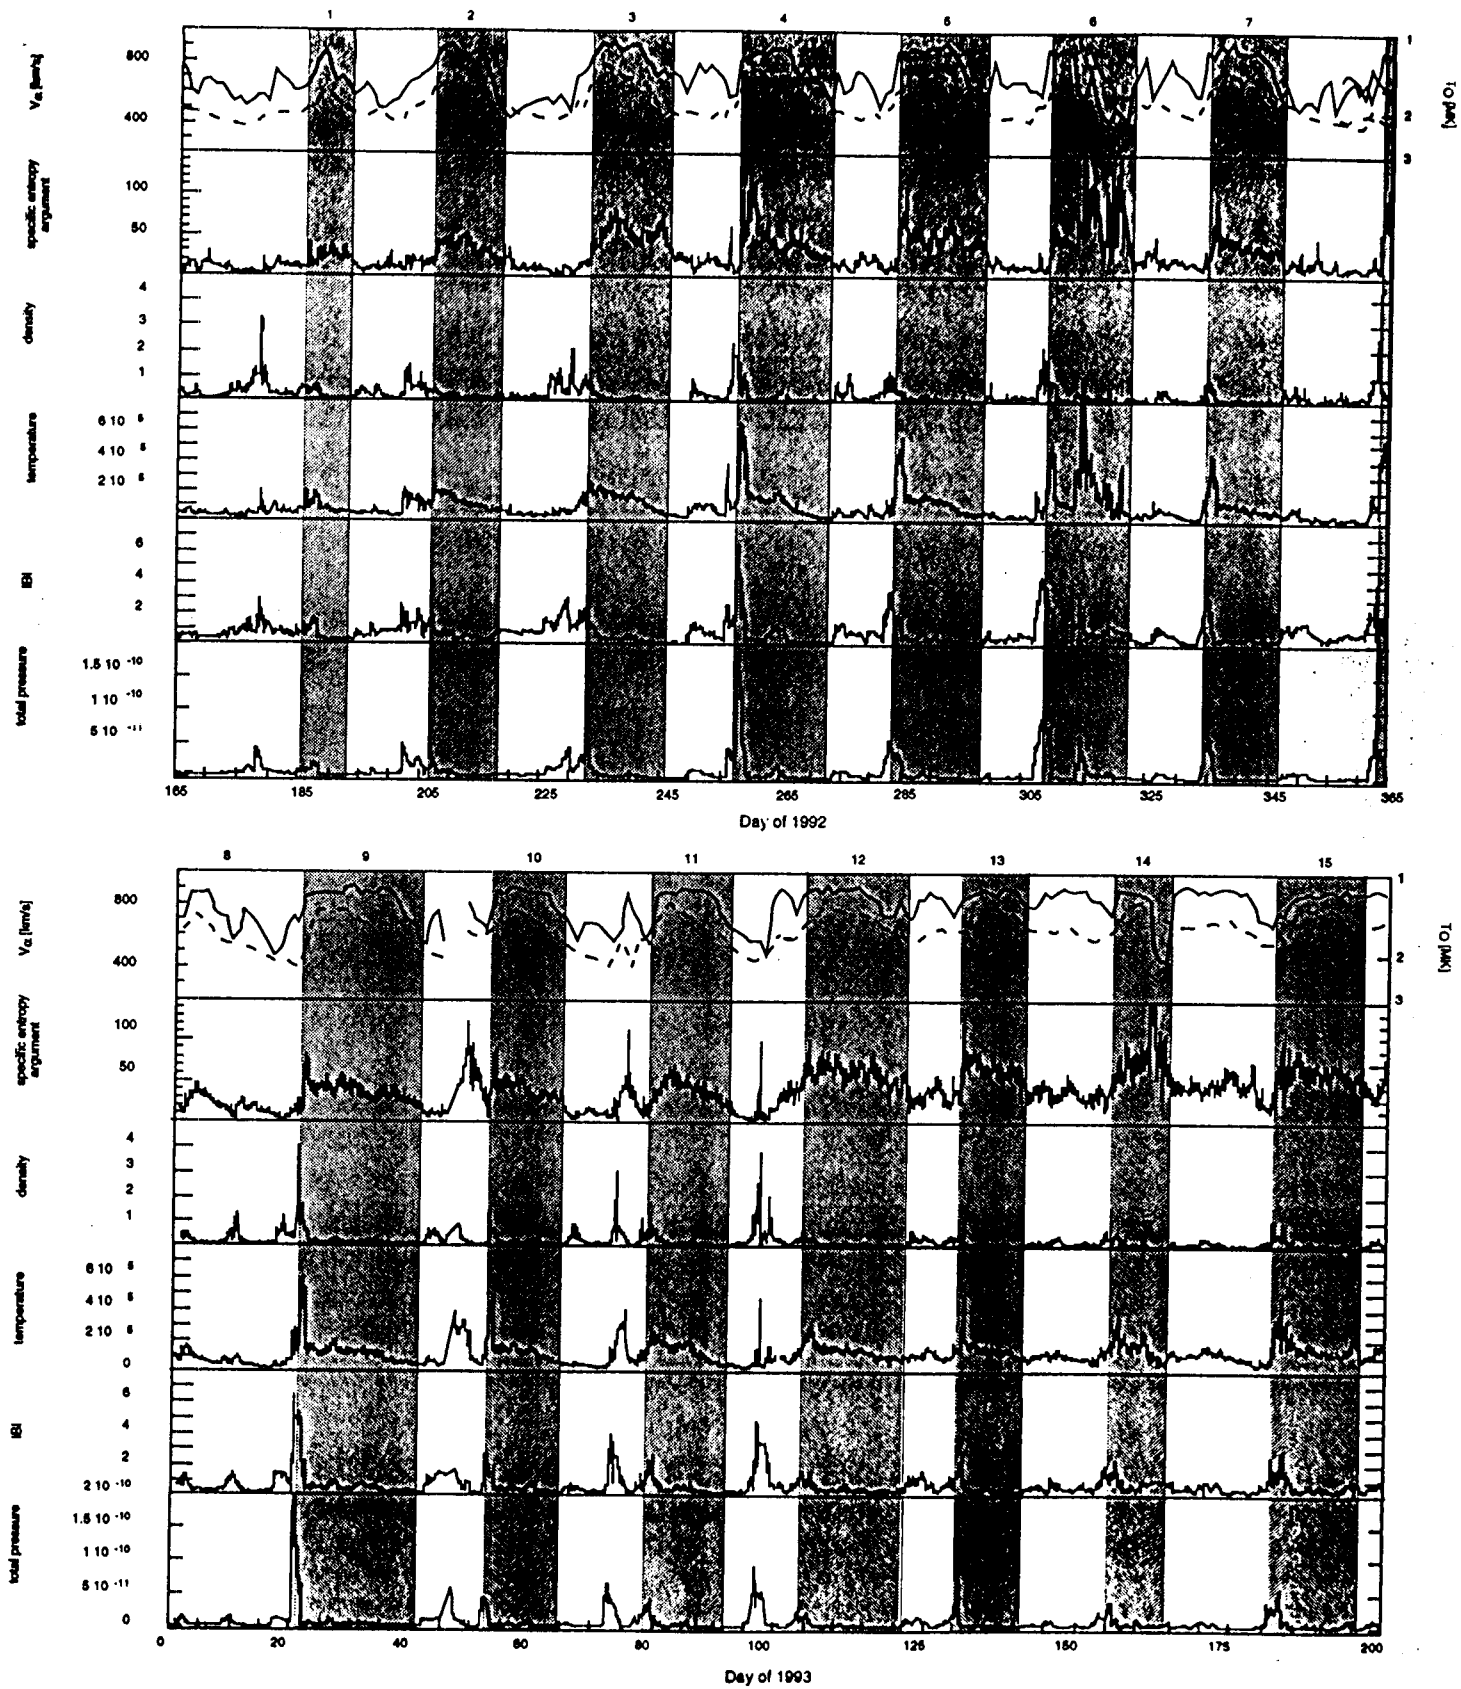 1 2 3 4 5 6 7
Vα [km/s]
800
400
1
2
3
To [MK]
specific entropy
argument
100
50
density
4
3
2
1
temperature
6 10 5
4 10 5
2 10 5
IBI
6
4
2
total pressure
1.5 10 -10
1 10 -10
5 10 -11
165 185 205 225 245 265 285 305 325 345 365
Day of 1992
8 9 10 11 12 13 14 15
Vα [km/s]
800
400
1
2
3
To [MK]
specific entropy
argument
100
50
density
4
3
2
1
temperature
6 10 5
4 10 5
2 10 5
0
IBI
6
4
2
total pressure
2 10 -10
1.5 10 -10
1 10 -10
5 10 -11
0
0 20 40 60 80 100 125 150 175 200
Day of 1993